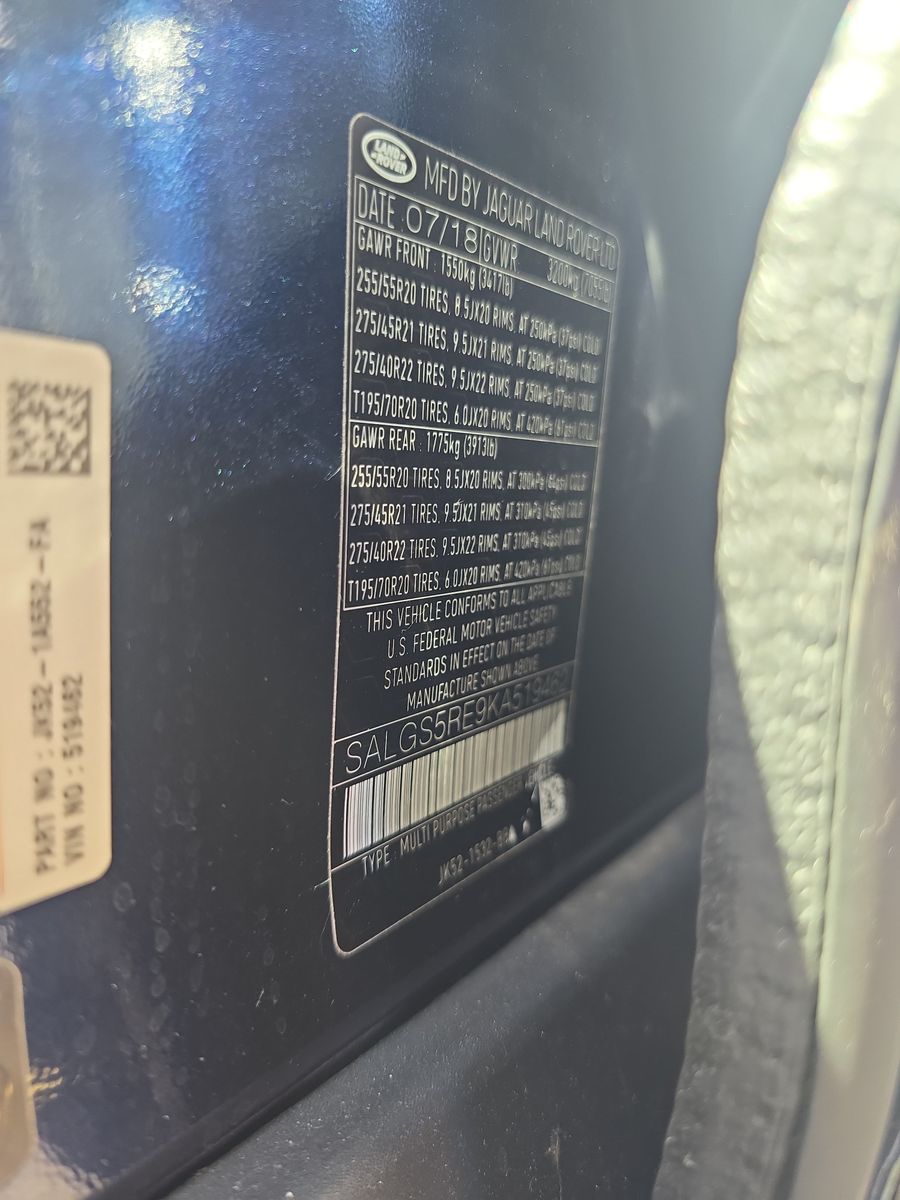 LAND ROVER
MFD BY JAGUAR LAND ROVER LTD
DATE : 07/18 GVWR 3200kg (7055lb)
GAWR FRONT : 1550kg (3417lb)
255/55R20 TIRES, 8.5JX20 RIMS, AT 250kPa (37psi) COLD
275/45R21 TIRES, 9.5JX21 RIMS, AT 250kPa (37psi) COLD
275/40R22 TIRES, 9.5JX22 RIMS, AT 250kPa (37psi) COLD
T195/70R20 TIRES, 6.0JX20 RIMS, AT 420kPa (61psi) COLD
GAWR REAR : 1775kg (3913lb)
255/55R20 TIRES, 8.5JX20 RIMS, AT 300kPa COLD
275/45R21 TIRES, 9.5JX21 RIMS, AT 310kPa (45psi) COLD
275/40R22 TIRES, 9.5JX22 RIMS, AT 310kPa (45psi) COLD
T195/70R20 TIRES, 6.0JX20 RIMS, AT 420kPa (61psi) COLD
THIS VEHICLE CONFORMS TO ALL APPLICABLE
U.S. FEDERAL MOTOR VEHICLE SAFETY
STANDARDS IN EFFECT ON THE DATE OF
MANUFACTURE SHOWN ABOVE
SALGS5RE9KA519462
TYPE : MULTI PURPOSE PASSENGER VEHICLE
PART NO : JK52-1A552-FA
VIN NO : 519462